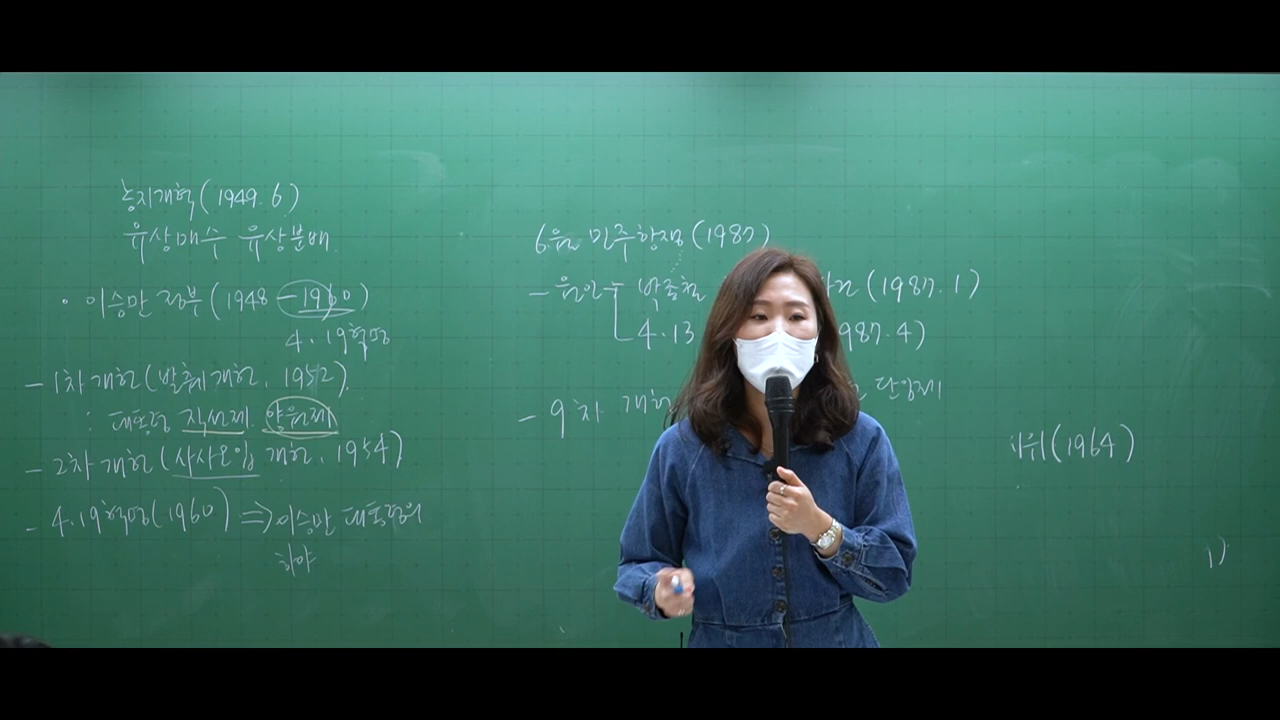 농지개혁(1949.6)
유상매수 유상분배
• 이승만 정부(1948-1960)
4.19혁명
- 1차 개헌(발췌개헌, 1952)
: 대통령 직선제 양원제
- 2차 개헌(사사오입 개헌, 1954)
- 4.19혁명(1960) ⇒ 이승만 대통령의
하야
6월 민주항쟁(1987)
- 원인 박종철 (1987.1)
4.13 987.4)
- 9차 개헌 단임제
(1964)
1)